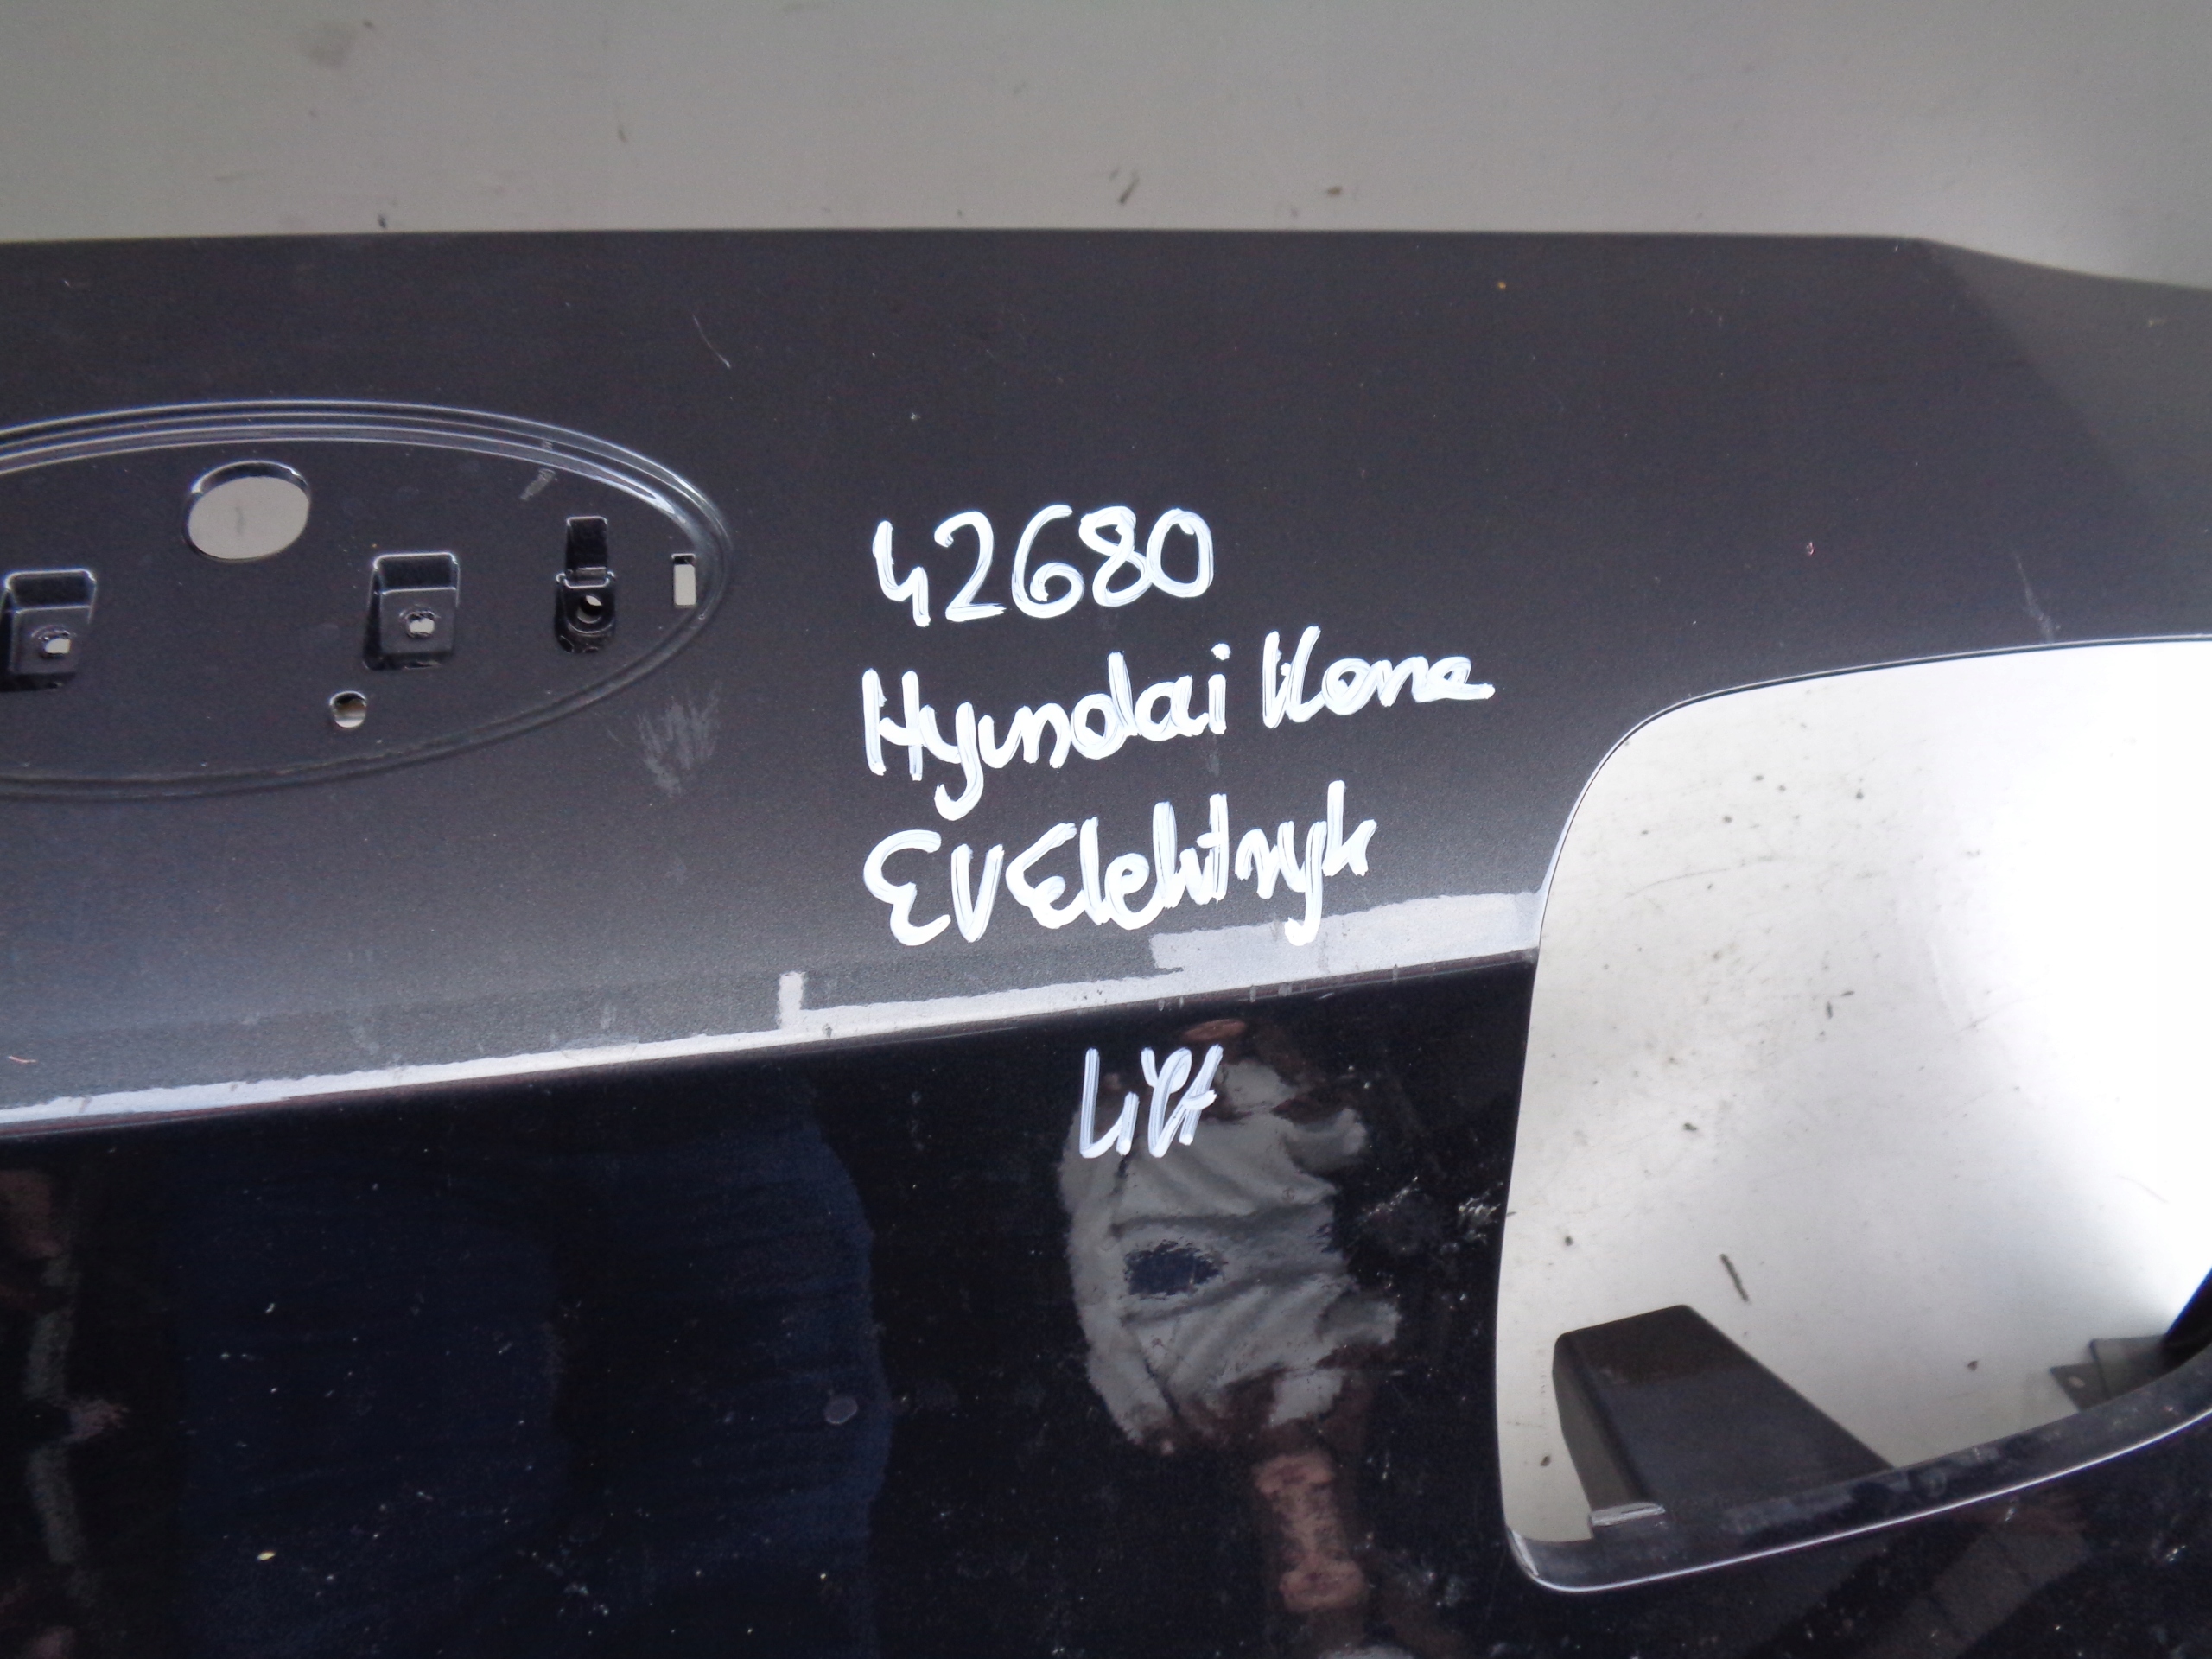 42680
Hyundai Kona
EV Elektryk
Lift